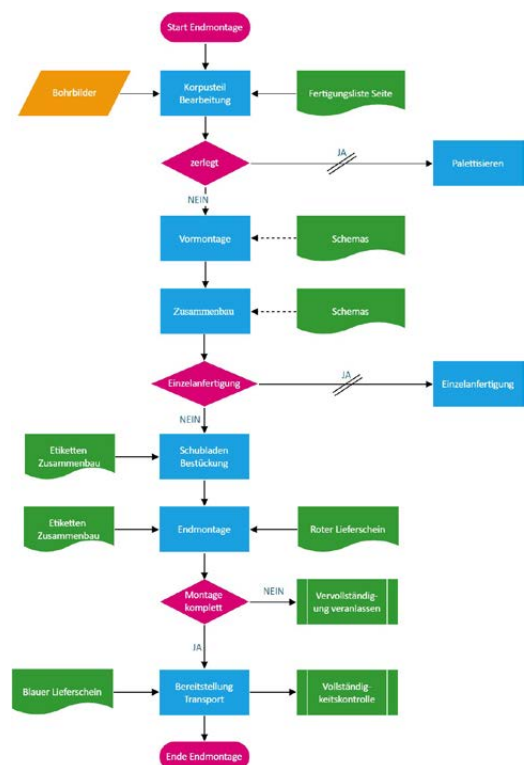 Start Endmontage
Bohrbilder
Korpusteil
Bearbeitung
Fertigungsliste Seite
zerlegt
JA
Palettisieren
NEIN
Vormontage
Schemas
Zusammenbau
Schemas
Einzelanfertigung
JA
Einzelanfertigung
NEIN
Etiketten
Zusammenbau
Schubladen
Bestückung
Etiketten
Zusammenbau
Endmontage
Roter Lieferschein
Montage
komplett
NEIN
Vervollständig-
ung veranlassen
JA
Blauer Lieferschein
Bereitstellung
Transport
Vollständig-
keitskontrolle
Ende Endmontage